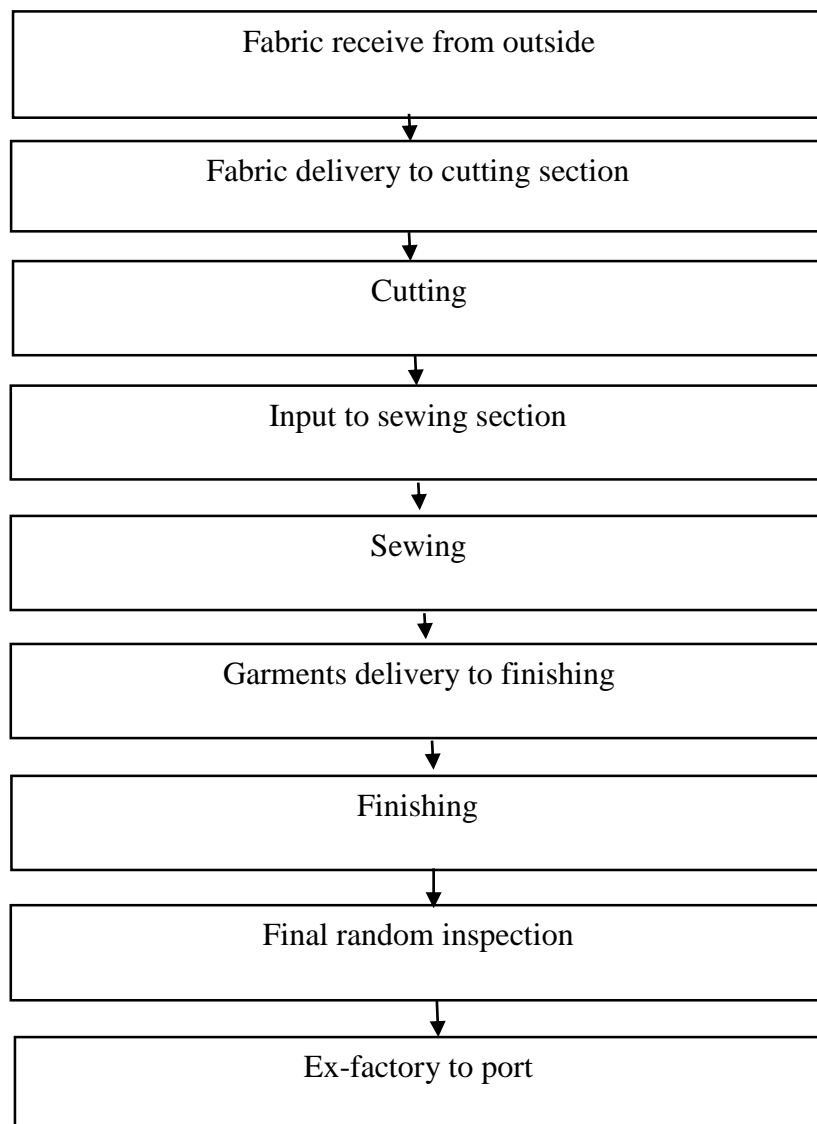 Fabric receive from outside
Fabric delivery to cutting section
Cutting
Input to sewing section
Sewing
Garments delivery to finishing
Finishing
Final random inspection
Ex-factory to port